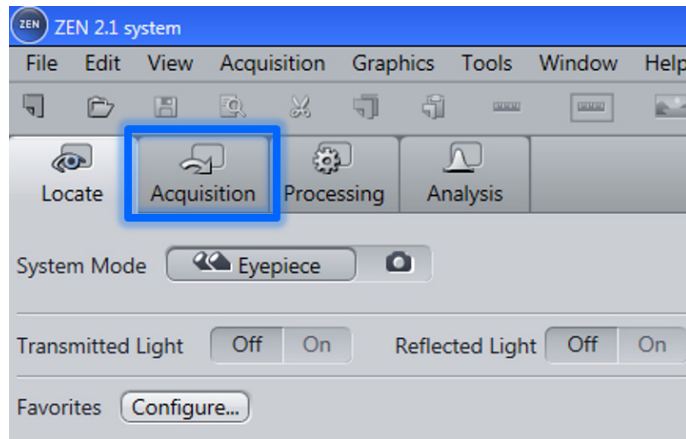 ZEN ZEN 2.1 system
File Edit View Acquisition Graphics Tools Window Help
Locate Acquisition Processing Analysis
System Mode Eyepiece
Transmitted Light Off On Reflected Light Off On
Favorites Configure...